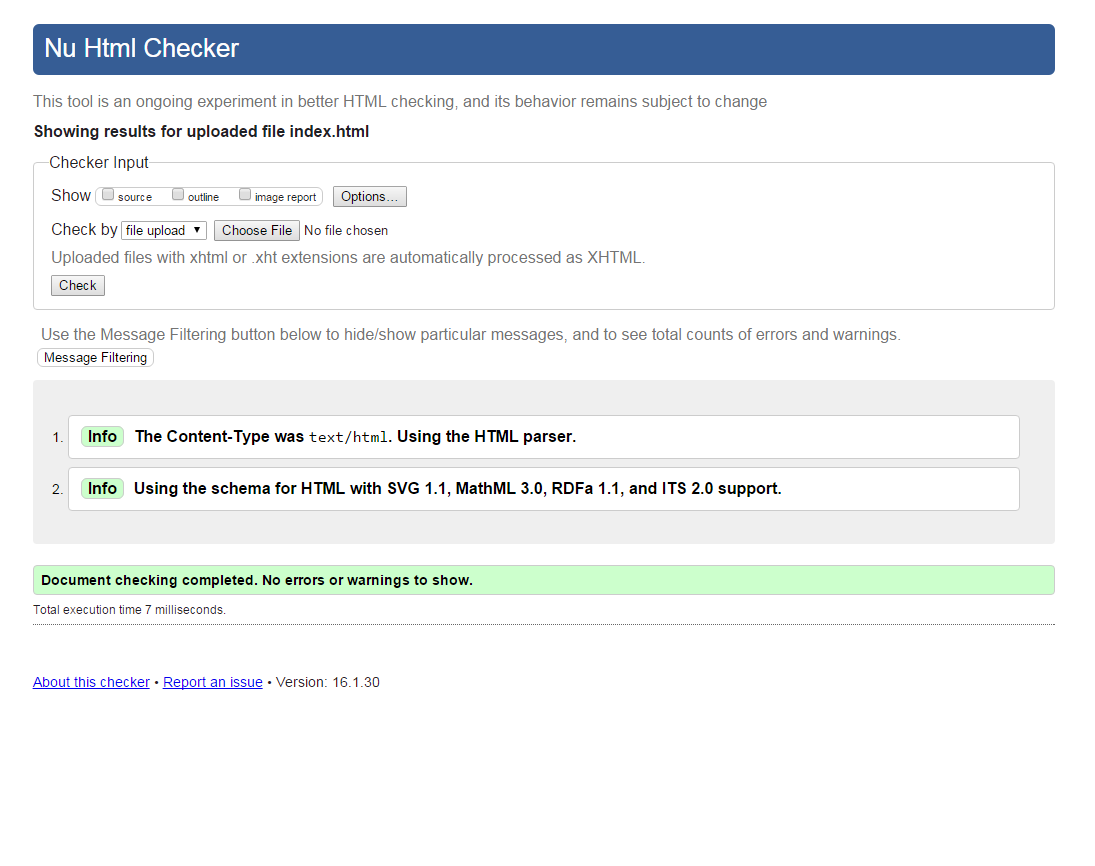 Nu Html Checker
This tool is an ongoing experiment in better HTML checking, and its behavior remains subject to change
Showing results for uploaded file index.html
Checker Input
Show source outline image report Options...
Check by file upload Choose File No file chosen
Uploaded files with xhtml or .xht extensions are automatically processed as XHTML.
Check
Use the Message Filtering button below to hide/show particular messages, and to see total counts of errors and warnings.
Message Filtering
1. Info The Content-Type was text/html. Using the HTML parser.
2. Info Using the schema for HTML with SVG 1.1, MathML 3.0, RDFa 1.1, and ITS 2.0 support.
Document checking completed. No errors or warnings to show.
Total execution time 7 milliseconds.
About this checker • Report an issue • Version: 16.1.30